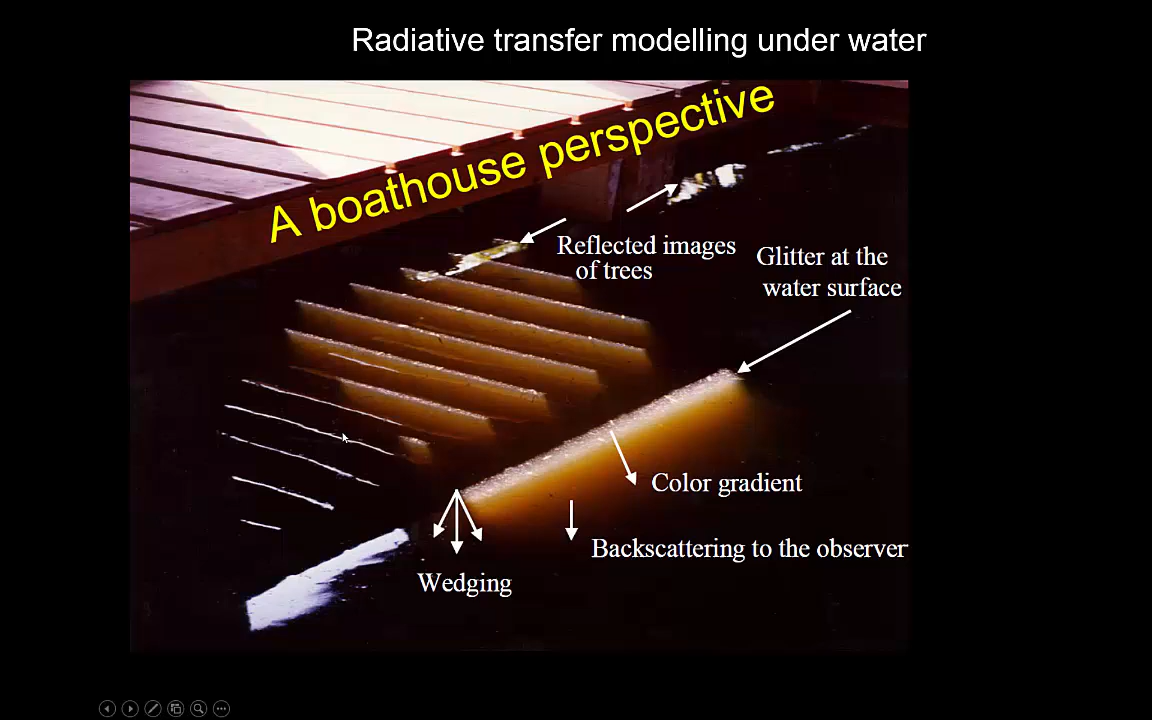 Radiative transfer modelling under water
A boathouse perspective
Reflected images
of trees
Glitter at the
water surface
Color gradient
Backscattering to the observer
Wedging